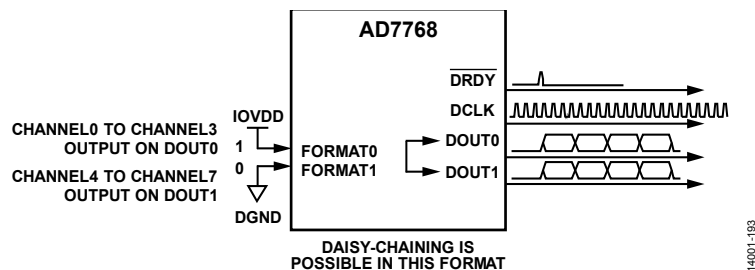 AD7768
DRDY
DCLK
DOUT0
DOUT1
IOVDD
1
0
FORMAT0
FORMAT1
DGND
CHANNEL0 TO CHANNEL3
OUTPUT ON DOUT0
CHANNEL4 TO CHANNEL7
OUTPUT ON DOUT1
DAISY-CHAINING IS
POSSIBLE IN THIS FORMAT
14001-193